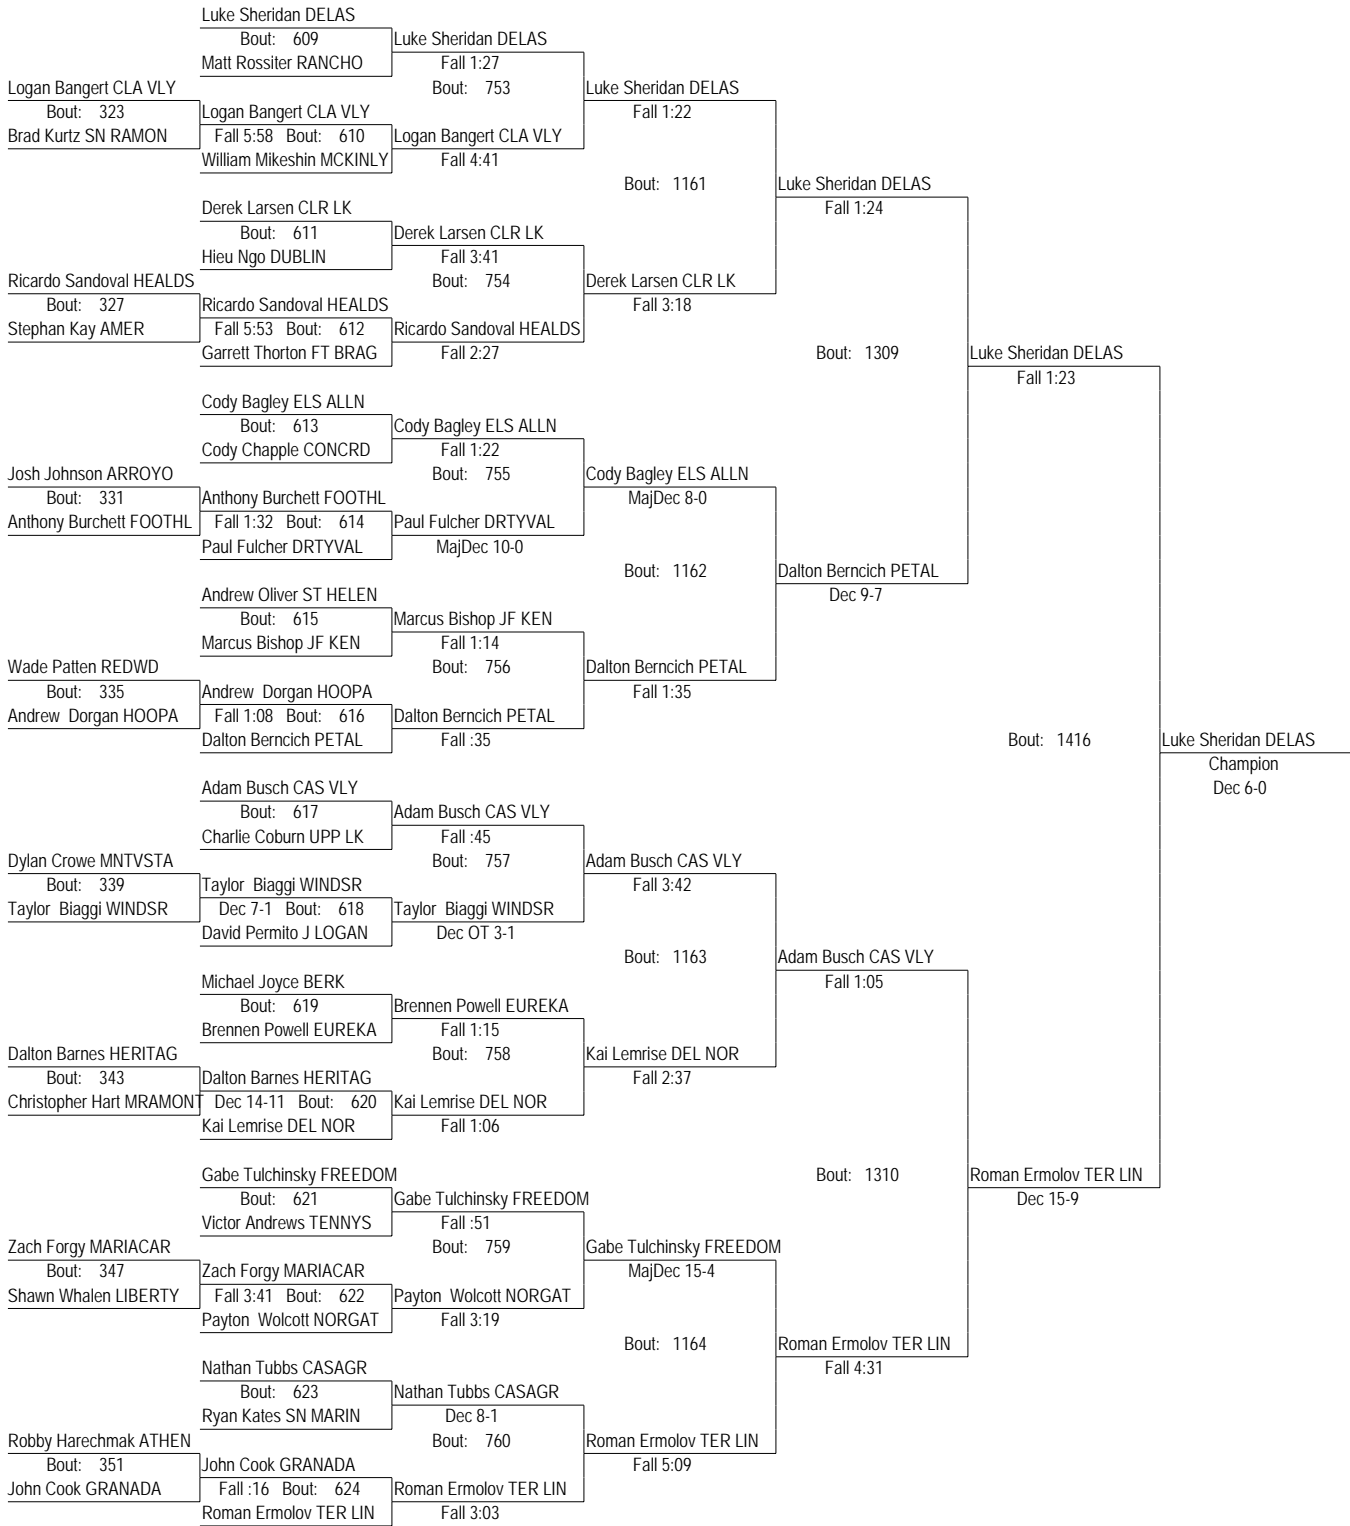 Luke Sheridan DELAS
Bout: 609 Luke Sheridan DELAS
Matt Rossiter RANCHO Fall 1:27
Logan Bangert CLA VLY Bout: 753 Luke Sheridan DELAS
Bout: 323 Logan Bangert CLA VLY Fall 1:22
Brad Kurtz SN RAMON Fall 5:58 Bout: 610 Logan Bangert CLA VLY
William Mikeshin MCKINLY Fall 4:41
Bout: 1161 Luke Sheridan DELAS
Derek Larsen CLR LK Fall 1:24
Bout: 611 Derek Larsen CLR LK
Hieu Ngo DUBLIN Fall 3:41
Ricardo Sandoval HEALDS Bout: 754 Derek Larsen CLR LK
Bout: 327 Ricardo Sandoval HEALDS Fall 3:18
Stephan Kay AMER Fall 5:53 Bout: 612 Ricardo Sandoval HEALDS
Garrett Thorton FT BRAG Fall 2:27 Bout: 1309 Luke Sheridan DELAS
Fall 1:23
Cody Bagley ELS ALLN
Bout: 613 Cody Bagley ELS ALLN
Cody Chapple CONCRD Fall 1:22
Josh Johnson ARROYO Bout: 755 Cody Bagley ELS ALLN
Bout: 331 Anthony Burchett FOOTHL MajDec 8-0
Anthony Burchett FOOTHL Fall 1:32 Bout: 614 Paul Fulcher DRTYVAL
Paul Fulcher DRTYVAL MajDec 10-0
Bout: 1162 Dalton Berncich PETAL
Andrew Oliver ST HELEN Dec 9-7
Bout: 615 Marcus Bishop JF KEN
Marcus Bishop JF KEN Fall 1:14
Wade Patten REDWD Bout: 756 Dalton Berncich PETAL
Bout: 335 Andrew Dorgan HOOPA Fall 1:35
Andrew Dorgan HOOPA Fall 1:08 Bout: 616 Dalton Berncich PETAL
Dalton Berncich PETAL Fall :35 Bout: 1416 Luke Sheridan DELAS
Champion
Adam Busch CAS VLY Dec 6-0
Bout: 617 Adam Busch CAS VLY
Charlie Coburn UPP LK Fall :45
Dylan Crowe MNTVSTA Bout: 757 Adam Busch CAS VLY
Bout: 339 Taylor Biaggi WINDSR Fall 3:42
Taylor Biaggi WINDSR Dec 7-1 Bout: 618 Taylor Biaggi WINDSR
David Permito J LOGAN Dec OT 3-1
Bout: 1163 Adam Busch CAS VLY
Michael Joyce BERK Fall 1:05
Bout: 619 Brennen Powell EUREKA
Brennen Powell EUREKA Fall 1:15
Dalton Barnes HERITAG Bout: 758 Kai Lemrise DEL NOR
Bout: 343 Dalton Barnes HERITAG Fall 2:37
Christopher Hart MRAMONT Dec 14-11 Bout: 620 Kai Lemrise DEL NOR
Kai Lemrise DEL NOR Fall 1:06
Gabe Tulchinsky FREEDOM Bout: 1310 Roman Ermolov TER LIN
Bout: 621 Gabe Tulchinsky FREEDOM Dec 15-9
Victor Andrews TENNYS Fall :51
Zach Forgy MARIACAR Bout: 759 Gabe Tulchinsky FREEDOM
Bout: 347 Zach Forgy MARIACAR MajDec 15-4
Shawn Whalen LIBERTY Fall 3:41 Bout: 622 Payton Wolcott NORGAT
Payton Wolcott NORGAT Fall 3:19
Bout: 1164 Roman Ermolov TER LIN
Nathan Tubbs CASAGR Fall 4:31
Bout: 623 Nathan Tubbs CASAGR
Ryan Kates SN MARIN Dec 8-1
Robby Harechmak ATHEN Bout: 760 Roman Ermolov TER LIN
Bout: 351 John Cook GRANADA Fall 5:09
John Cook GRANADA Fall :16 Bout: 624 Roman Ermolov TER LIN
Roman Ermolov TER LIN Fall 3:03